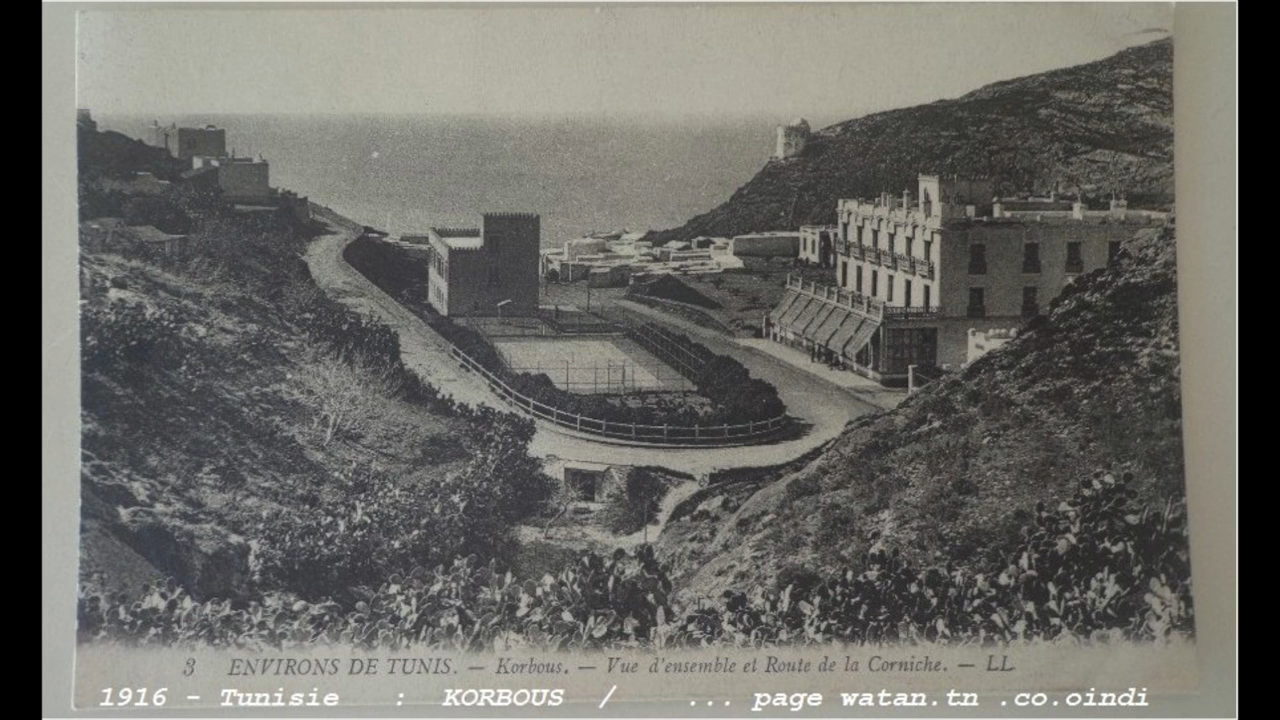 3 ENVIRONS DE TUNIS. — Korbous. — Vue d'ensemble et Route de la Corniche. — LL
1916 - Tunisie : KORBOUS / ... page watan.tn .co.oindi